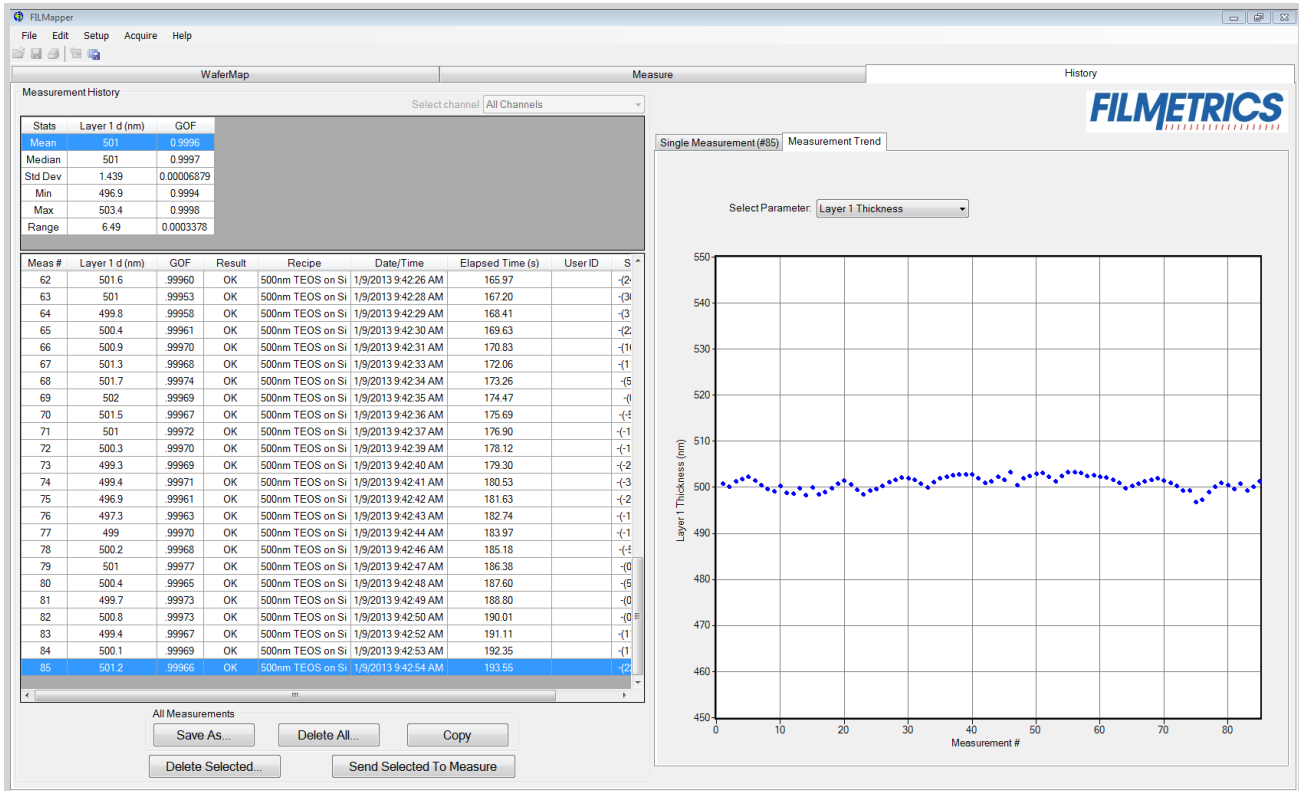 FILMapper
File Edit Setup Acquire Help
WaferMap Measure History
Measurement History
Select channel All Channels
FILMETRICS
Stats Layer 1 d (nm) GOF
Mean 501 0.9996
Median 501 0.9997
Std Dev 1.439 0.00006879
Min 496.9 0.9994
Max 503.4 0.9998
Range 6.49 0.0003378
Single Measurement (#85) Measurement Trend
Select Parameter: Layer 1 Thickness
Meas # Layer 1 d (nm) GOF Result Recipe Date/Time Elapsed Time (s) User ID S
62 501.6 .99960 OK 500nm TEOS on Si 1/9/2013 9:42:26 AM 165.97 -(2
63 501 .99953 OK 500nm TEOS on Si 1/9/2013 9:42:28 AM 167.20 -(3
64 499.8 .99958 OK 500nm TEOS on Si 1/9/2013 9:42:29 AM 168.41 -(3
65 500.4 .99961 OK 500nm TEOS on Si 1/9/2013 9:42:30 AM 169.63 -(2
66 500.9 .99970 OK 500nm TEOS on Si 1/9/2013 9:42:31 AM 170.83 -(1
67 501.3 .99968 OK 500nm TEOS on Si 1/9/2013 9:42:33 AM 172.06 -(1
68 501.7 .99974 OK 500nm TEOS on Si 1/9/2013 9:42:34 AM 173.26 -(5
69 502 .99969 OK 500nm TEOS on Si 1/9/2013 9:42:35 AM 174.47 -(
70 501.5 .99967 OK 500nm TEOS on Si 1/9/2013 9:42:36 AM 175.69 -(-
71 501 .99972 OK 500nm TEOS on Si 1/9/2013 9:42:37 AM 176.90 -(-1
72 500.3 .99970 OK 500nm TEOS on Si 1/9/2013 9:42:39 AM 178.12 -(-1
73 499.3 .99969 OK 500nm TEOS on Si 1/9/2013 9:42:40 AM 179.30 -(-2
74 499.4 .99971 OK 500nm TEOS on Si 1/9/2013 9:42:41 AM 180.53 -(-3
75 496.9 .99961 OK 500nm TEOS on Si 1/9/2013 9:42:42 AM 181.63 -(-2
76 497.3 .99963 OK 500nm TEOS on Si 1/9/2013 9:42:43 AM 182.74 -(-1
77 499 .99970 OK 500nm TEOS on Si 1/9/2013 9:42:44 AM 183.97 -(-1
78 500.2 .99968 OK 500nm TEOS on Si 1/9/2013 9:42:46 AM 185.18 -(-
79 501 .99977 OK 500nm TEOS on Si 1/9/2013 9:42:47 AM 186.38 -(0
80 500.4 .99965 OK 500nm TEOS on Si 1/9/2013 9:42:48 AM 187.60 -(5
81 499.7 .99973 OK 500nm TEOS on Si 1/9/2013 9:42:49 AM 188.80 -(0
82 500.8 .99973 OK 500nm TEOS on Si 1/9/2013 9:42:50 AM 190.01 -(0
83 499.4 .99967 OK 500nm TEOS on Si 1/9/2013 9:42:52 AM 191.11 -(1
84 500.1 .99969 OK 500nm TEOS on Si 1/9/2013 9:42:53 AM 192.35 -(1
85 501.2 .99966 OK 500nm TEOS on Si 1/9/2013 9:42:54 AM 193.55 -(2
All Measurements
Save As... Delete All... Copy
Delete Selected... Send Selected To Measure
550
540
530
520
510
500
490
480
470
460
450
Layer 1 Thickness (nm)
0 10 20 30 40 50 60 70 80
Measurement #